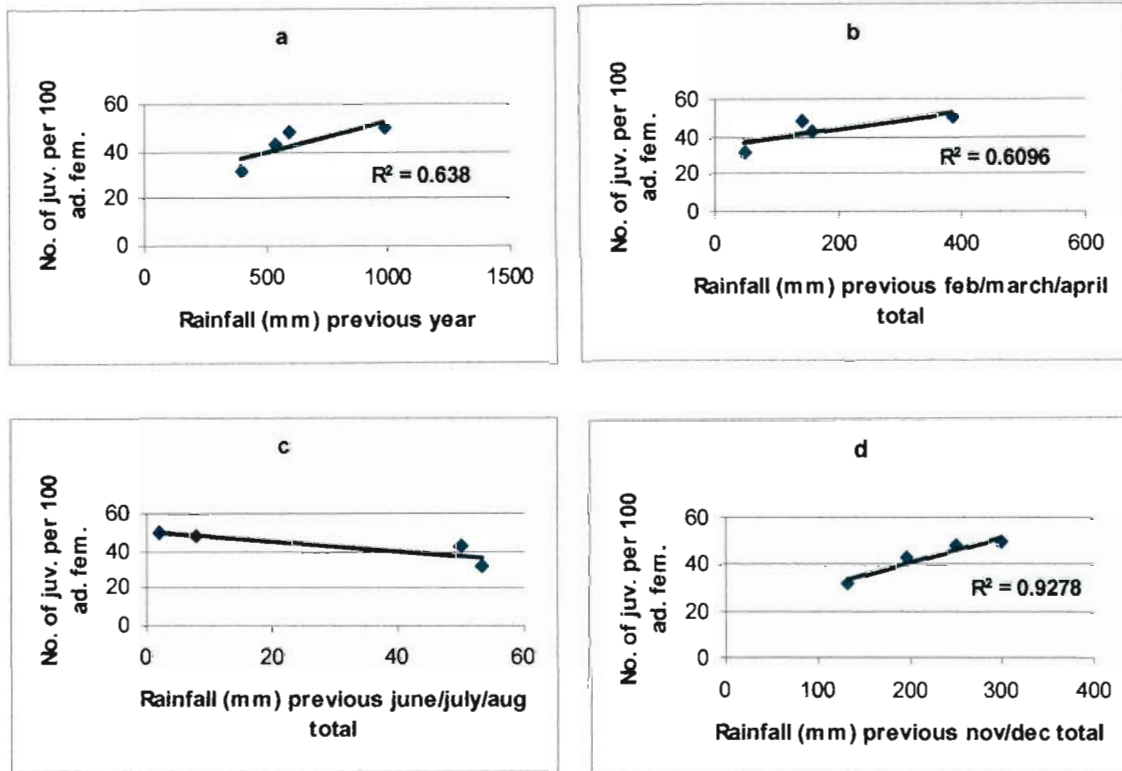 a
No. of juv. per 100
ad. fem.
60
40
20
0
R² = 0.638
0 500 1000 1500
Rainfall (mm) previous year
b
No. of juv. per 100
ad. fem.
60
40
20
0
R² = 0.6096
0 200 400 600
Rainfall (mm) previous feb/march/april
total
c
No. of juv. per 100
ad. fem.
60
40
20
0
0 20 40 60
Rainfall (mm) previous june/july/aug
total
d
No. of juv. per 100
ad. fem.
60
40
20
0
R² = 0.9278
0 100 200 300 400
Rainfall (mm) previous nov/dec total